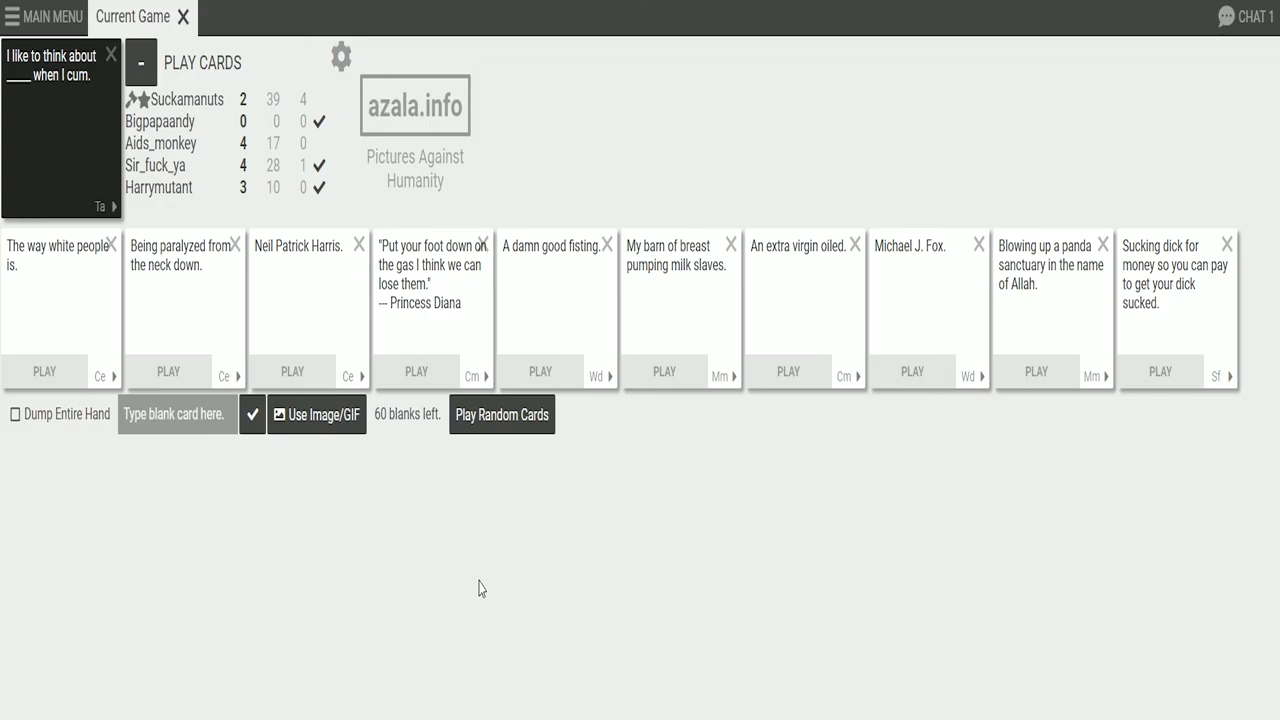 MAIN MENU
Current Game X
CHAT 1
I like to think about
_____ when I cum.
Ta
-
PLAY CARDS
Suckamanuts 2 39 4
Bigpapaandy 0 0 0
Aids_monkey 4 17 0
Sir_fuck_ya 4 28 1
Harrymutant 3 10 0
azala.info
Pictures Against
Humanity
The way white people
is.
PLAY
Ce
Being paralyzed from
the neck down.
PLAY
Ce
Neil Patrick Harris.
PLAY
Ce
"Put your foot down on
the gas I think we can
lose them."
--- Princess Diana
PLAY
Cm
A damn good fisting.
PLAY
Wd
My barn of breast
pumping milk slaves.
PLAY
Mm
An extra virgin oiled.
PLAY
Cm
Michael J. Fox.
PLAY
Wd
Blowing up a panda
sanctuary in the name
of Allah.
PLAY
Mm
Sucking dick for
money so you can pay
to get your dick
sucked.
PLAY
Sf
Dump Entire Hand
Type blank card here.
Use Image/GIF
60 blanks left.
Play Random Cards